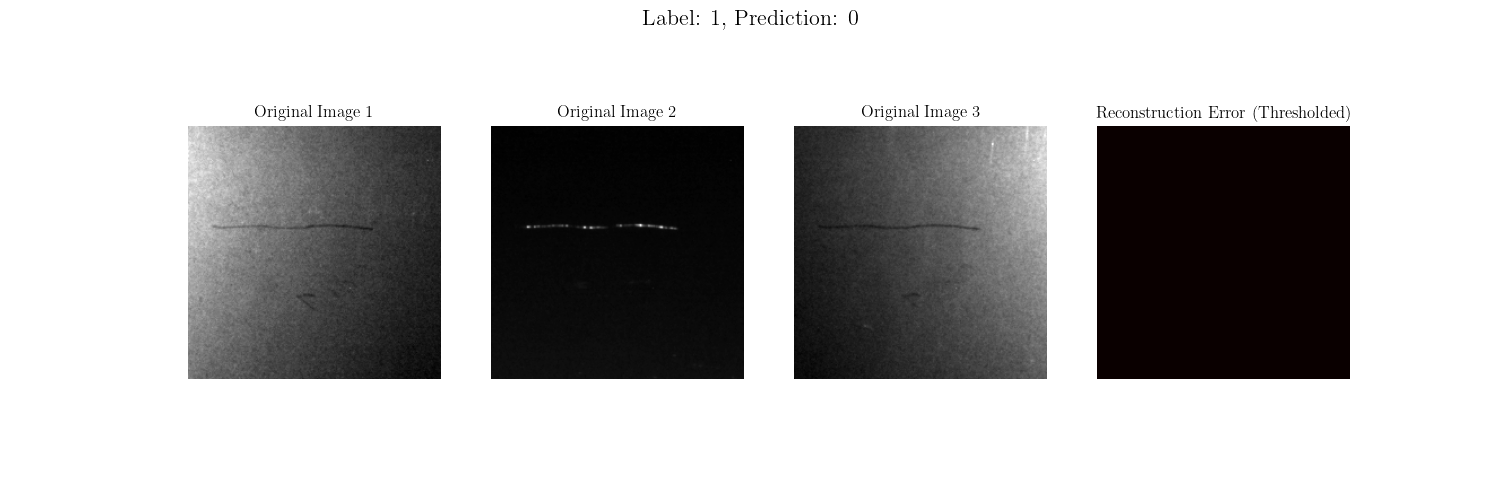 Label: 1, Prediction: 0
Original Image 1
Original Image 2
Original Image 3
Reconstruction Error (Thresholded)